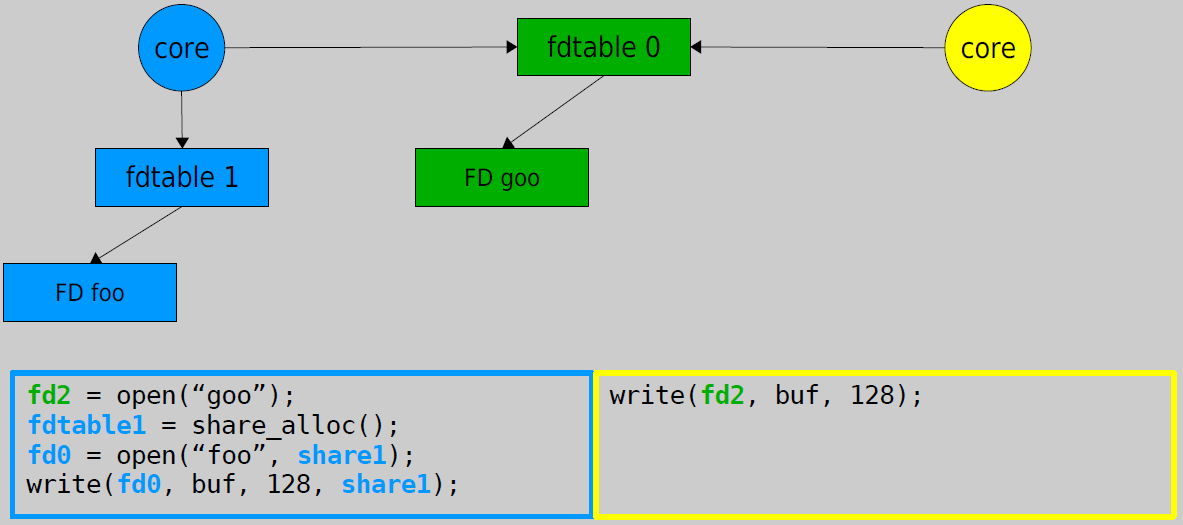 core
fdtable 0
core
fdtable 1
FD goo
FD foo
fd2 = open(“goo”);
fdtable1 = share_alloc();
fd0 = open(“foo”, share1);
write(fd0, buf, 128, share1);
write(fd2, buf, 128);